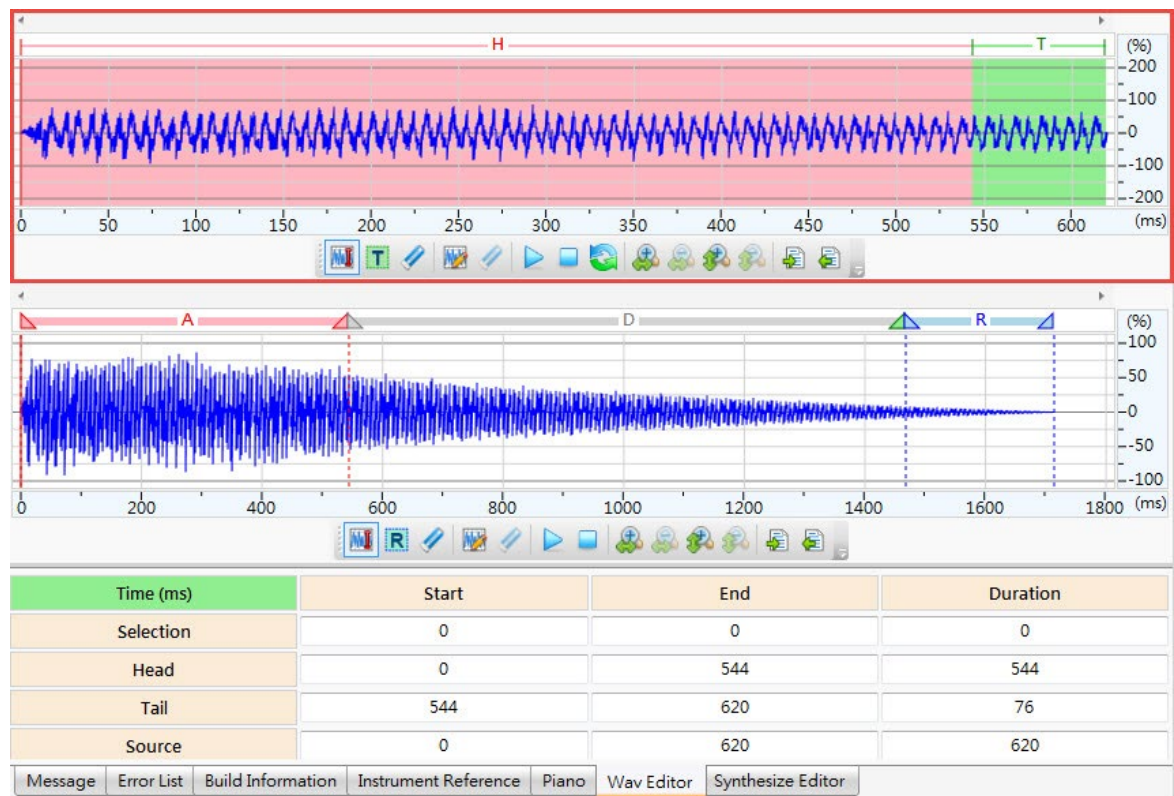 H T (%)
200
100
0
-100
-200
0 50 100 150 200 250 300 350 400 450 500 550 600 (ms)
T
A D R (%)
100
50
0
-50
-100
0 200 400 600 800 1000 1200 1400 1600 1800 (ms)
R
Time (ms) Start End Duration
Selection 0 0 0
Head 0 544 544
Tail 544 620 76
Source 0 620 620
Message Error List Build Information Instrument Reference Piano Wav Editor Synthesize Editor